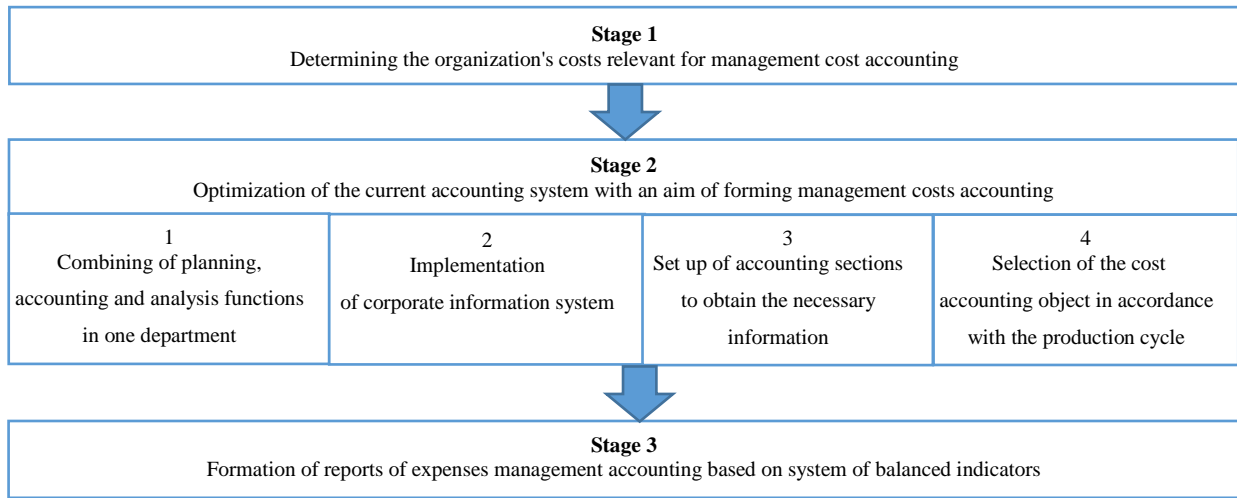 Stage 1
Determining the organization's costs relevant for management cost accounting
Stage 2
Optimization of the current accounting system with an aim of forming management costs accounting
1
Combining of planning,
accounting and analysis functions
in one department
2
Implementation
of corporate information system
3
Set up of accounting sections
to obtain the necessary
information
4
Selection of the cost
accounting object in accordance
with the production cycle
Stage 3
Formation of reports of expenses management accounting based on system of balanced indicators